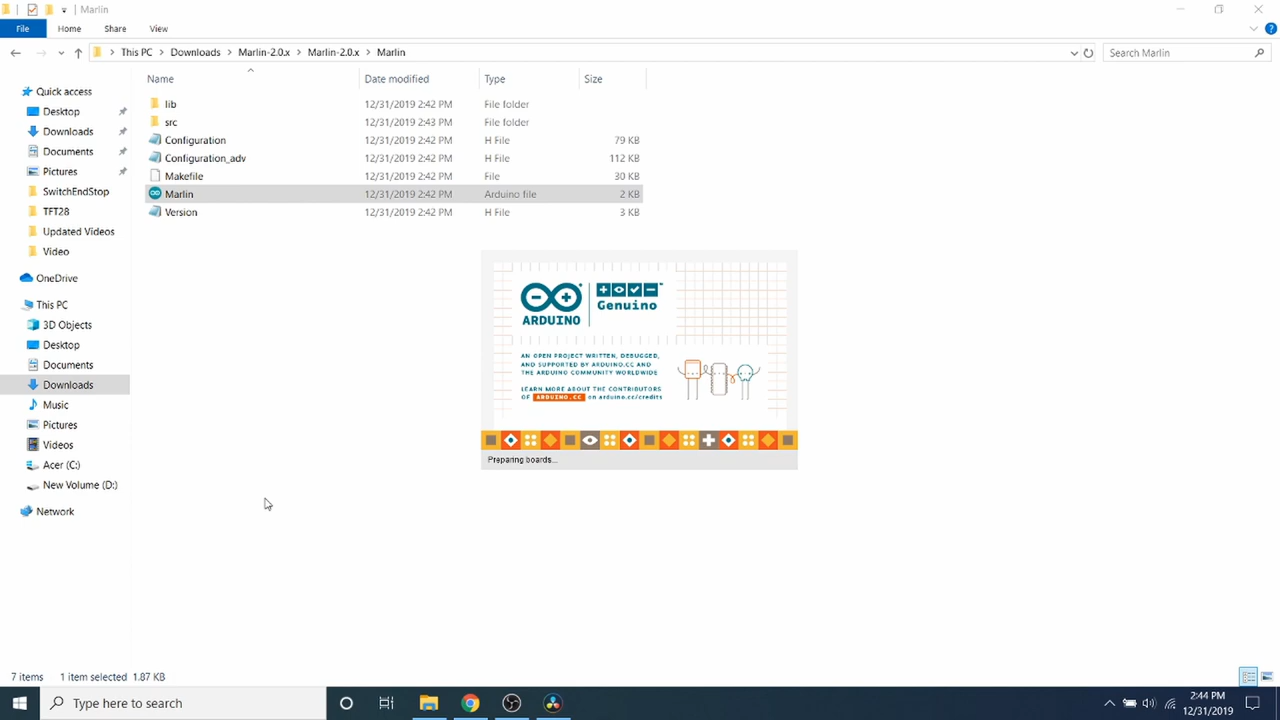 Marlin
File Home Share View
This PC Downloads Marlin-2.0.x Marlin-2.0.x Marlin
Search Marlin
Name Date modified Type Size
Quick access
Desktop
Downloads
Documents
Pictures
SwitchEndStop
TFT28
Updated Videos
Video
OneDrive
This PC
3D Objects
Desktop
Documents
Downloads
Music
Pictures
Videos
Acer (C:)
New Volume (D:)
Network
lib 12/31/2019 2:42 PM File folder
src 12/31/2019 2:43 PM File folder
Configuration 12/31/2019 2:42 PM H File 79 KB
Configuration_adv 12/31/2019 2:42 PM H File 112 KB
Makefile 12/31/2019 2:42 PM File 30 KB
Marlin 12/31/2019 2:42 PM Arduino file 2 KB
Version 12/31/2019 2:42 PM H File 3 KB
ARDUINO
Genuino
AN OPEN PROJECT WRITTEN, DEBUGGED,
AND SUPPORTED BY ARDUINO.CC AND
THE ARDUINO COMMUNITY WORLDWIDE
LEARN MORE ABOUT THE CONTRIBUTORS
OF ARDUINO.CC on arduino.cc/credits
Preparing boards...
7 items 1 item selected 1.87 KB
Type here to search
2:44 PM
12/31/2019